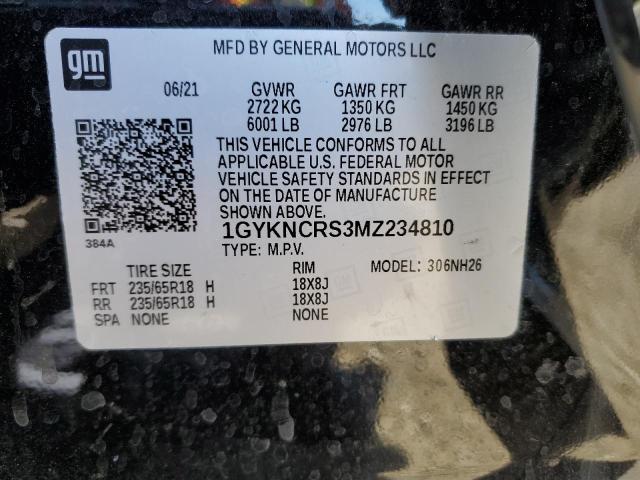 gm
MFD BY GENERAL MOTORS LLC
06/21 GVWR GAWR FRT GAWR RR
2722 KG 1350 KG 1450 KG
6001 LB 2976 LB 3196 LB
THIS VEHICLE CONFORMS TO ALL
APPLICABLE U.S. FEDERAL MOTOR
VEHICLE SAFETY STANDARDS IN EFFECT
ON THE DATE OF MANUFACTURE
SHOWN ABOVE.
384A
1GYKNCRS3MZ234810
TYPE: M.P.V.
TIRE SIZE RIM MODEL: 306NH26
FRT 235/65R18 H 18X8J
RR 235/65R18 H 18X8J
SPA NONE NONE